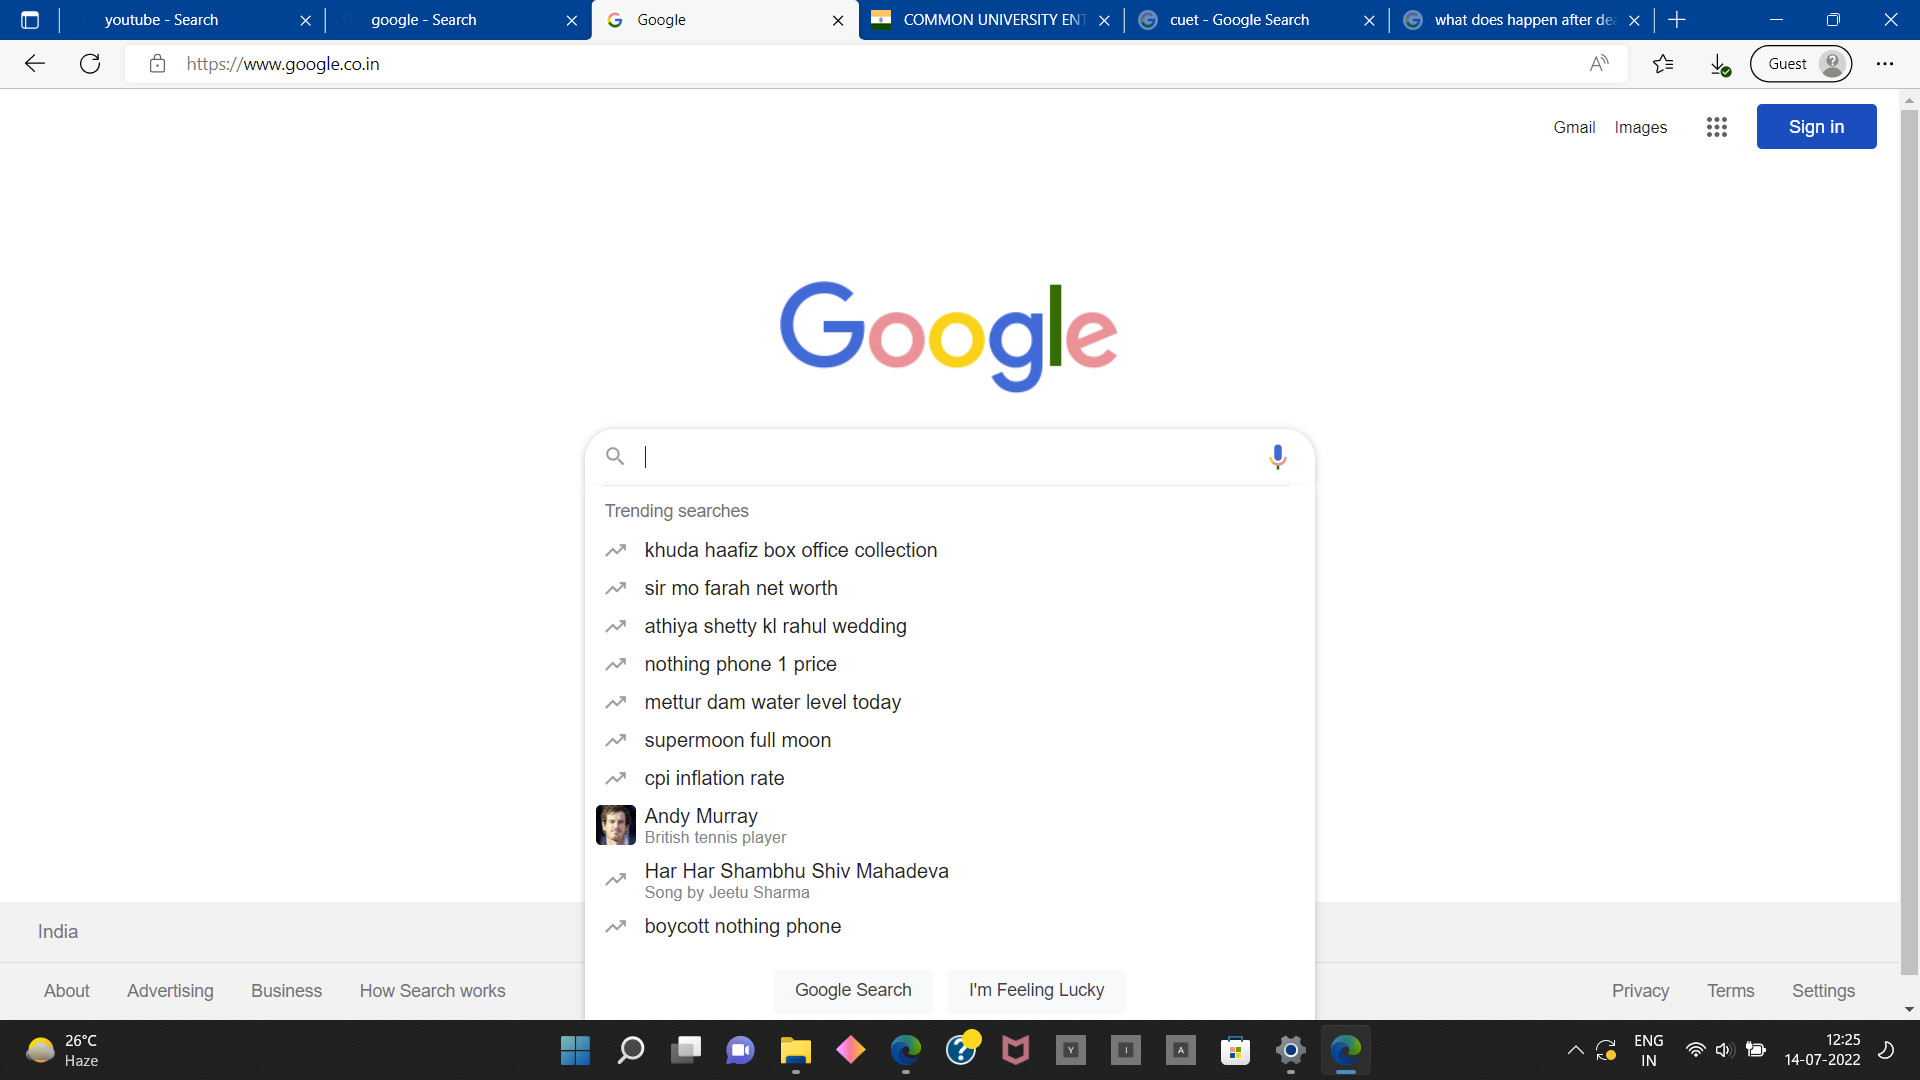 youtube - Search
google - Search
Google
COMMON UNIVERSITY ENT
cuet - Google Search
what does happen after dea
https://www.google.co.in
Guest
Gmail
Images
Sign in
Google
Trending searches
khuda haafiz box office collection
sir mo farah net worth
athiya shetty kl rahul wedding
nothing phone 1 price
mettur dam water level today
supermoon full moon
cpi inflation rate
Andy Murray
British tennis player
Har Har Shambhu Shiv Mahadeva
Song by Jeetu Sharma
boycott nothing phone
Google Search
I'm Feeling Lucky
India
About
Advertising
Business
How Search works
Privacy
Terms
Settings
26°C
Haze
Y
I
A
ENG
IN
12:25
14-07-2022